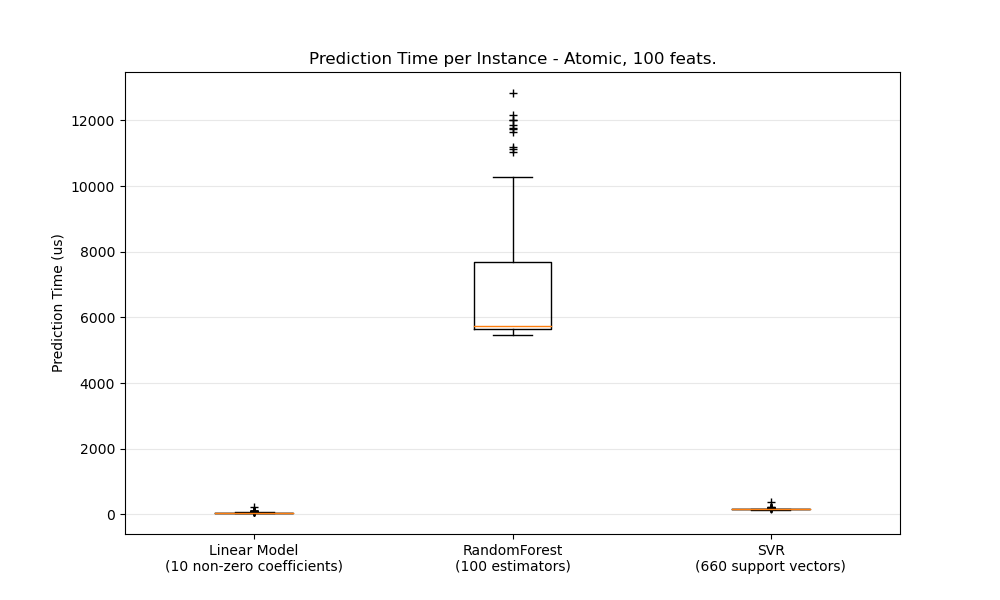 Prediction Time per Instance - Atomic, 100 feats.
Prediction Time (us)
12000
10000
8000
6000
4000
2000
0
Linear Model
(10 non-zero coefficients)
RandomForest
(100 estimators)
SVR
(660 support vectors)